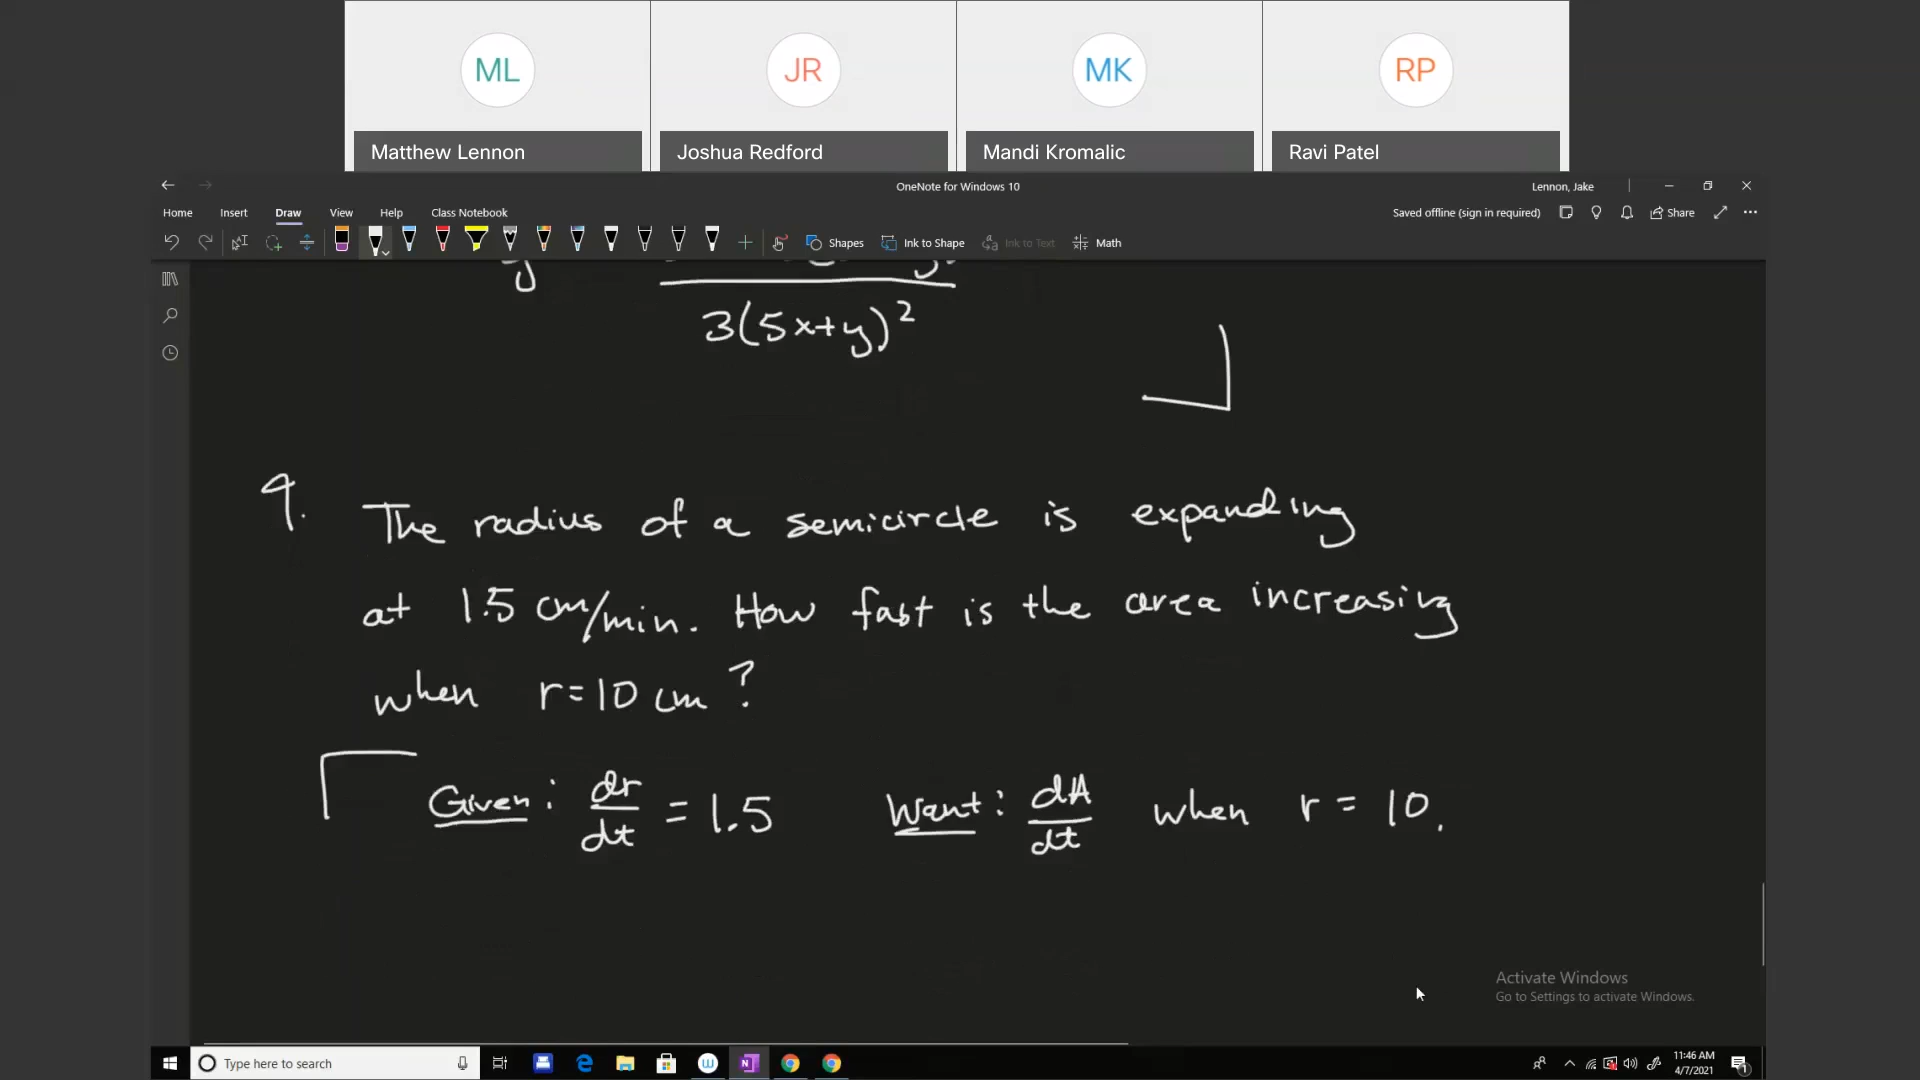 ML
JR
MK
RP
Matthew Lennon
Joshua Redford
Mandi Kromalic
Ravi Patel
OneNote for Windows 10
Lennon, Jake
Home Insert Draw View Help Class Notebook
Saved offline (sign in required)
Share
Shapes
Ink to Shape
Ink to Text
Math
3(5x+y)²
9. The radius of a semicircle is expanding
at 1.5 cm/min. How fast is the area increasing
when r=10 cm?
Given: dr/dt = 1.5 Want: dA/dt when r = 10.
Activate Windows
Go to Settings to activate Windows.
Type here to search
11:46 AM
4/7/2021